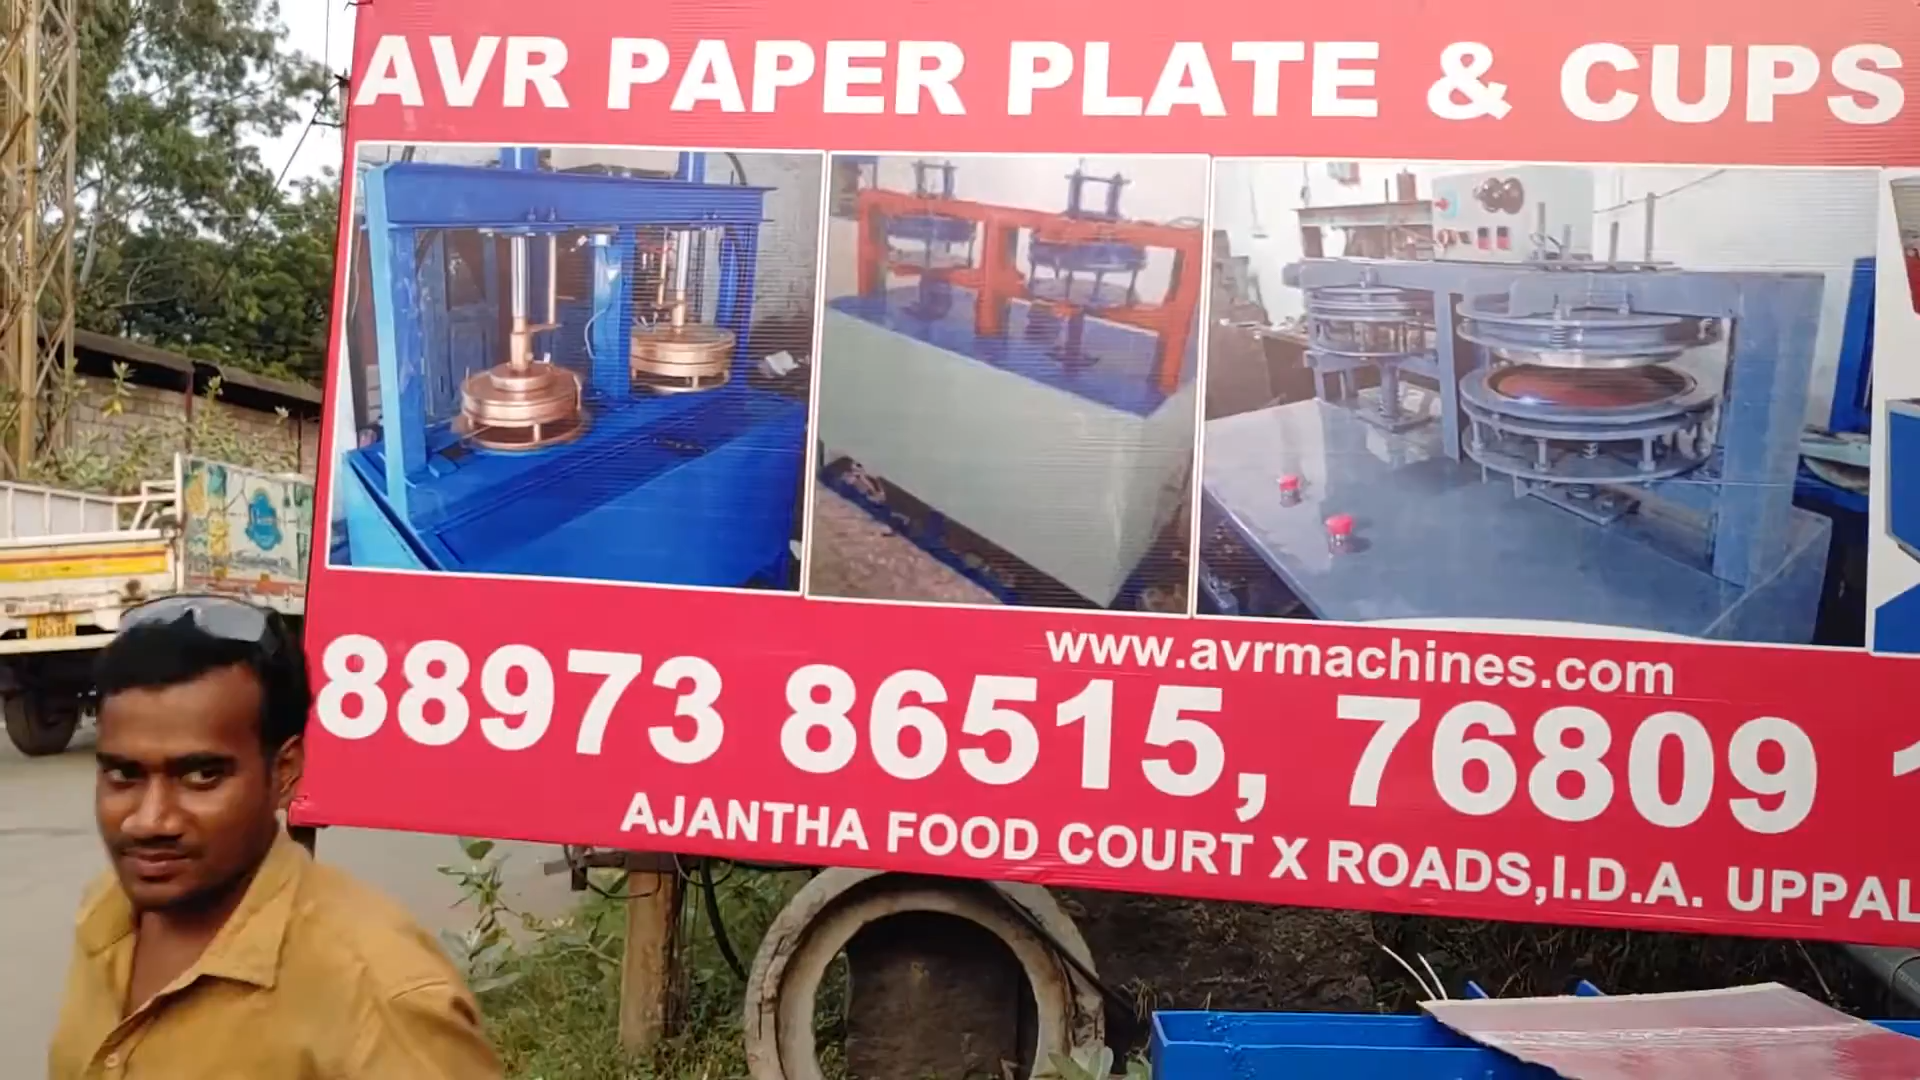 AVR PAPER PLATE & CUPS
www.avrmachines.com
88973 86515, 76809
AJANTHA FOOD COURT X ROADS,I.D.A. UPPAL